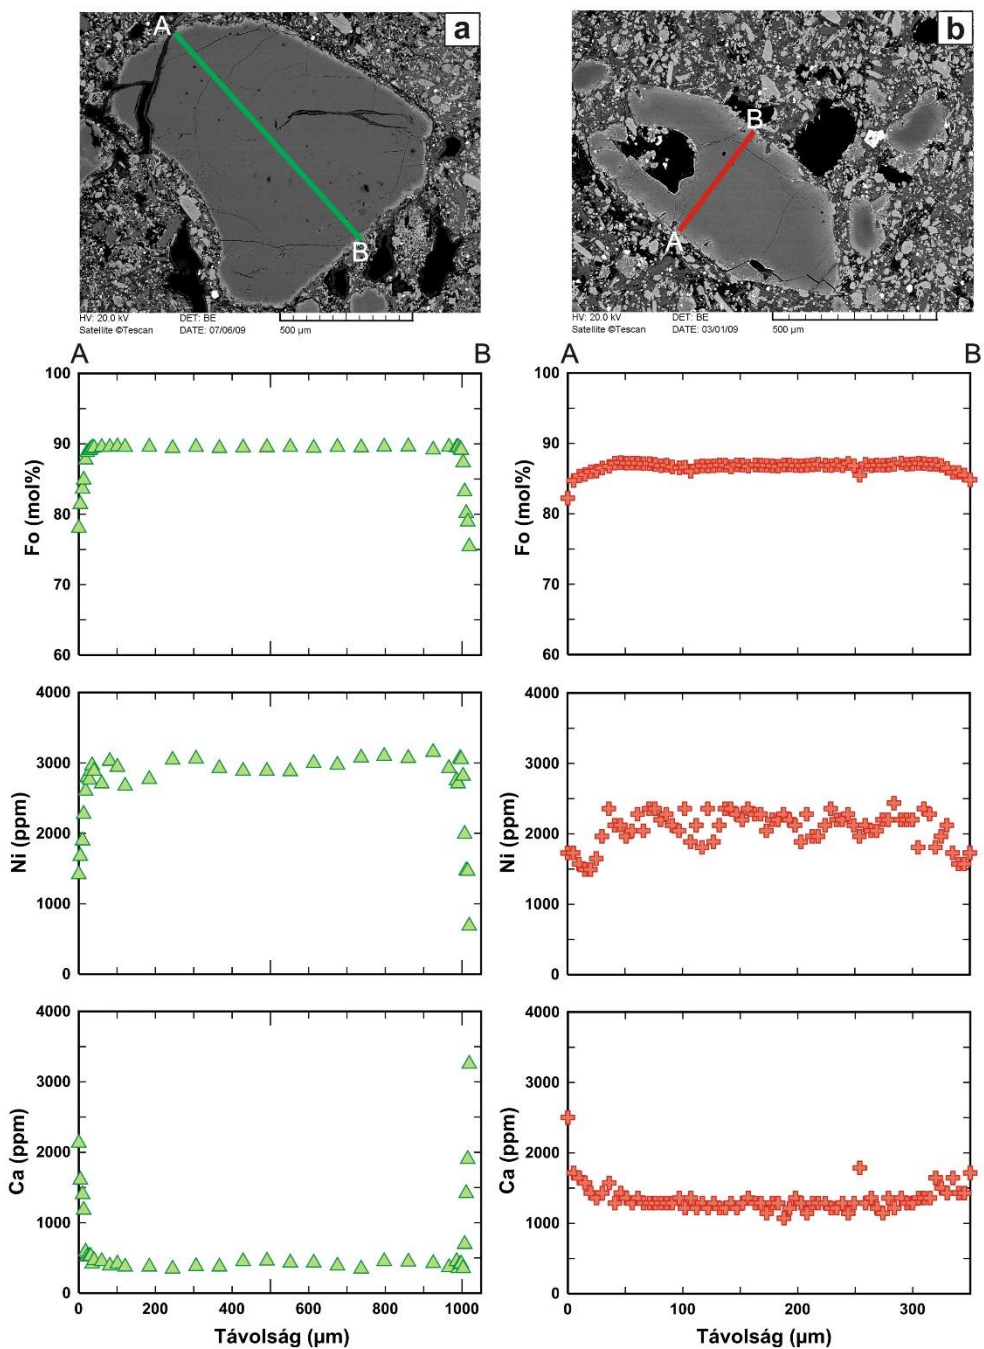 A
a
B
HV: 20.0 kV DET: BE
Satellite ©Tescan DATE: 07/06/09 500 µm
b
B
A
HV: 20.0 kV DET: BE
Satellite ©Tescan DATE: 03/01/09 500 µm
A B
100
90
80
70
60
Fo (mol%)
A B
100
90
80
70
60
Fo (mol%)
4000
3000
2000
1000
0
Ni (ppm)
4000
3000
2000
1000
0
Ni (ppm)
4000
3000
2000
1000
0
Ca (ppm)
0 200 400 600 800 1000
Távolság (µm)
4000
3000
2000
1000
0
Ca (ppm)
0 100 200 300
Távolság (µm)